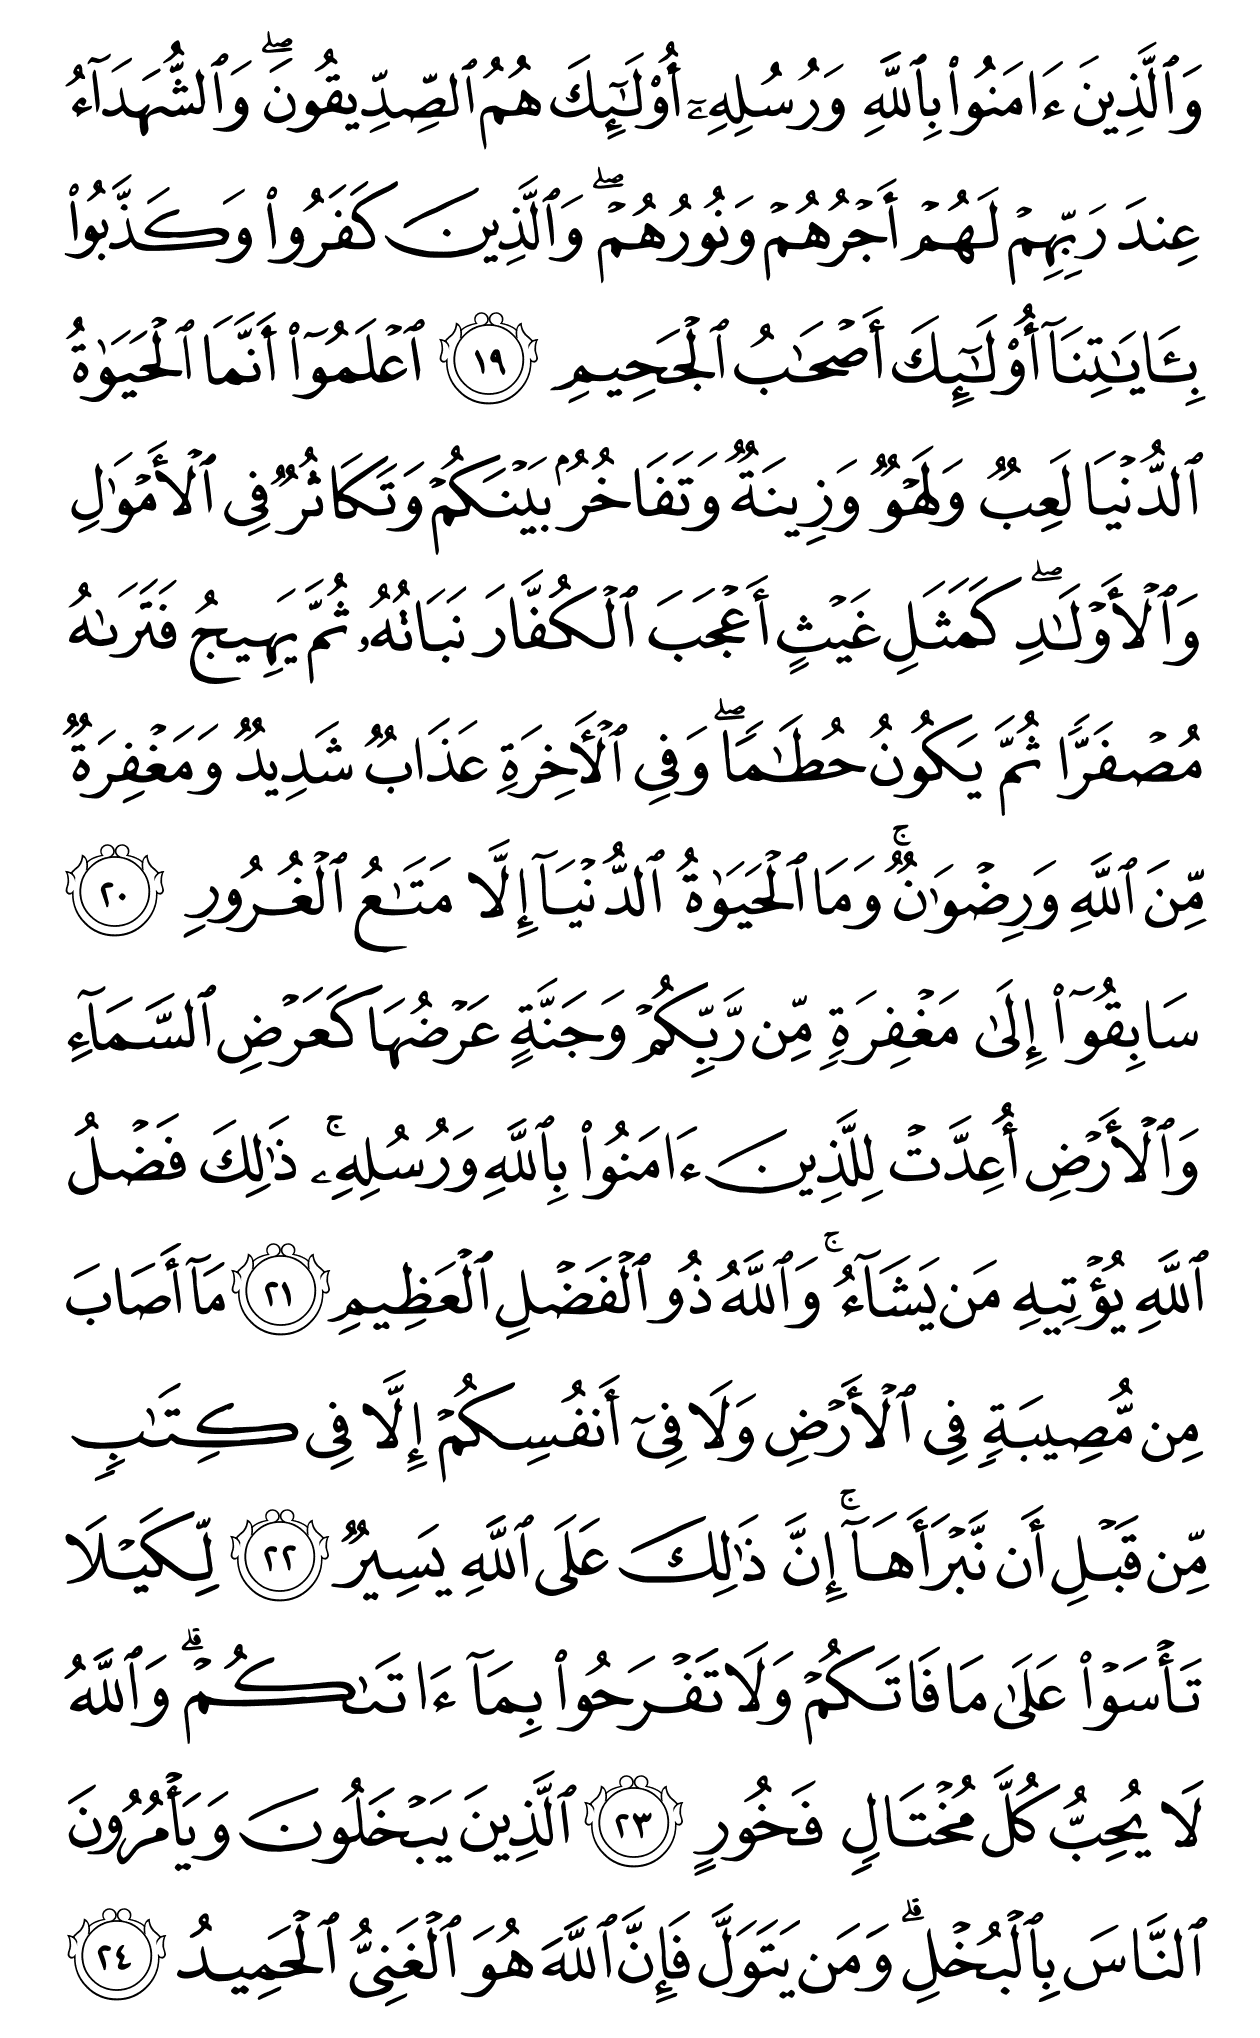 وَٱلَّذِينَ ءَامَنُوا۟ بِٱللَّهِ وَرُسُلِهِۦٓ أُو۟لَٰٓئِكَ هُمُ ٱلصِّدِّيقُونَ ۖ وَٱلشُّهَدَآءُ
عِندَ رَبِّهِمْ لَهُمْ أَجْرُهُمْ وَنُورُهُمْ ۖ وَٱلَّذِينَ كَفَرُوا۟ وَكَذَّبُوا۟
بِـَٔايَٰتِنَآ أُو۟لَٰٓئِكَ أَصْحَٰبُ ٱلْجَحِيمِ ١٩ ٱعْلَمُوٓا۟ أَنَّمَا ٱلْحَيَوٰةُ
ٱلدُّنْيَا لَعِبٌ وَلَهْوٌ وَزِينَةٌ وَتَفَاخُرٌۢ بَيْنَكُمْ وَتَكَاثُرٌ فِى ٱلْأَمْوَٰلِ
وَٱلْأَوْلَٰدِ ۖ كَمَثَلِ غَيْثٍ أَعْجَبَ ٱلْكُفَّارَ نَبَاتُهُۥ ثُمَّ يَهِيجُ فَتَرَىٰهُ
مُصْفَرًّا ثُمَّ يَكُونُ حُطَٰمًا ۖ وَفِى ٱلْأَخِرَةِ عَذَابٌ شَدِيدٌ وَمَغْفِرَةٌ
مِّنَ ٱللَّهِ وَرِضْوَٰنٌ ۚ وَمَا ٱلْحَيَوٰةُ ٱلدُّنْيَآ إِلَّا مَتَٰعُ ٱلْغُرُورِ ٢٠
سَابِقُوٓا۟ إِلَىٰ مَغْفِرَةٍ مِّن رَّبِّكُمْ وَجَنَّةٍ عَرْضُهَا كَعَرْضِ ٱلسَّمَآءِ
وَٱلْأَرْضِ أُعِدَّتْ لِلَّذِينَ ءَامَنُوا۟ بِٱللَّهِ وَرُسُلِهِۦ ۚ ذَٰلِكَ فَضْلُ
ٱللَّهِ يُؤْتِيهِ مَن يَشَآءُ ۚ وَٱللَّهُ ذُو ٱلْفَضْلِ ٱلْعَظِيمِ ٢١ مَآ أَصَابَ
مِن مُّصِيبَةٍ فِى ٱلْأَرْضِ وَلَا فِىٓ أَنفُسِكُمْ إِلَّا فِى كِتَٰبٍ
مِّن قَبْلِ أَن نَّبْرَأَهَآ ۚ إِنَّ ذَٰلِكَ عَلَى ٱللَّهِ يَسِيرٌ ٢٢ لِّكَيْلَا
تَأْسَوْا۟ عَلَىٰ مَا فَاتَكُمْ وَلَا تَفْرَحُوا۟ بِمَآ ءَاتَىٰكُمْ ۗ وَٱللَّهُ
لَا يُحِبُّ كُلَّ مُخْتَالٍ فَخُورٍ ٢٣ ٱلَّذِينَ يَبْخَلُونَ وَيَأْمُرُونَ
ٱلنَّاسَ بِٱلْبُخْلِ ۗ وَمَن يَتَوَلَّ فَإِنَّ ٱللَّهَ هُوَ ٱلْغَنِىُّ ٱلْحَمِيدُ ٢٤